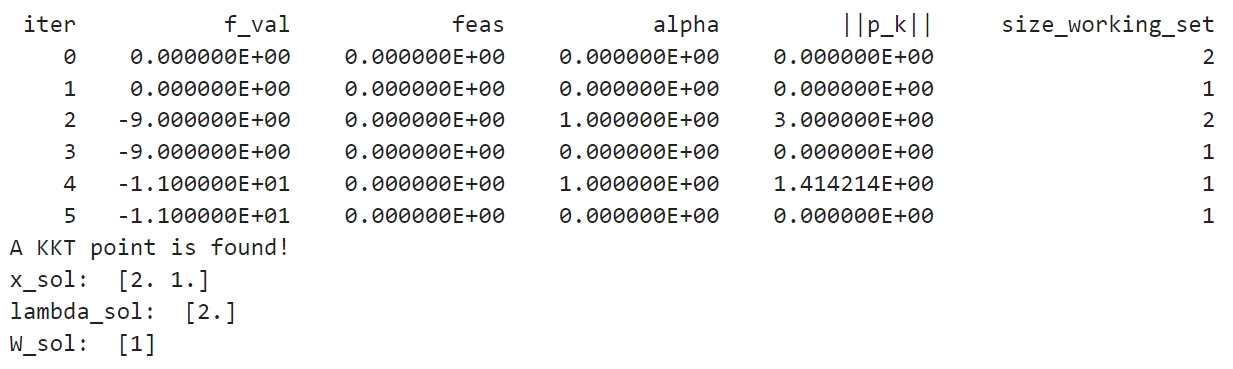 iter f_val feas alpha ||p_k|| size_working_set
0 0.000000E+00 0.000000E+00 0.000000E+00 0.000000E+00 2
1 0.000000E+00 0.000000E+00 0.000000E+00 0.000000E+00 1
2 -9.000000E+00 0.000000E+00 1.000000E+00 3.000000E+00 2
3 -9.000000E+00 0.000000E+00 0.000000E+00 0.000000E+00 1
4 -1.100000E+01 0.000000E+00 1.000000E+00 1.414214E+00 1
5 -1.100000E+01 0.000000E+00 0.000000E+00 0.000000E+00 1
A KKT point is found!
x_sol: [2. 1.]
lambda_sol: [2.]
W_sol: [1]